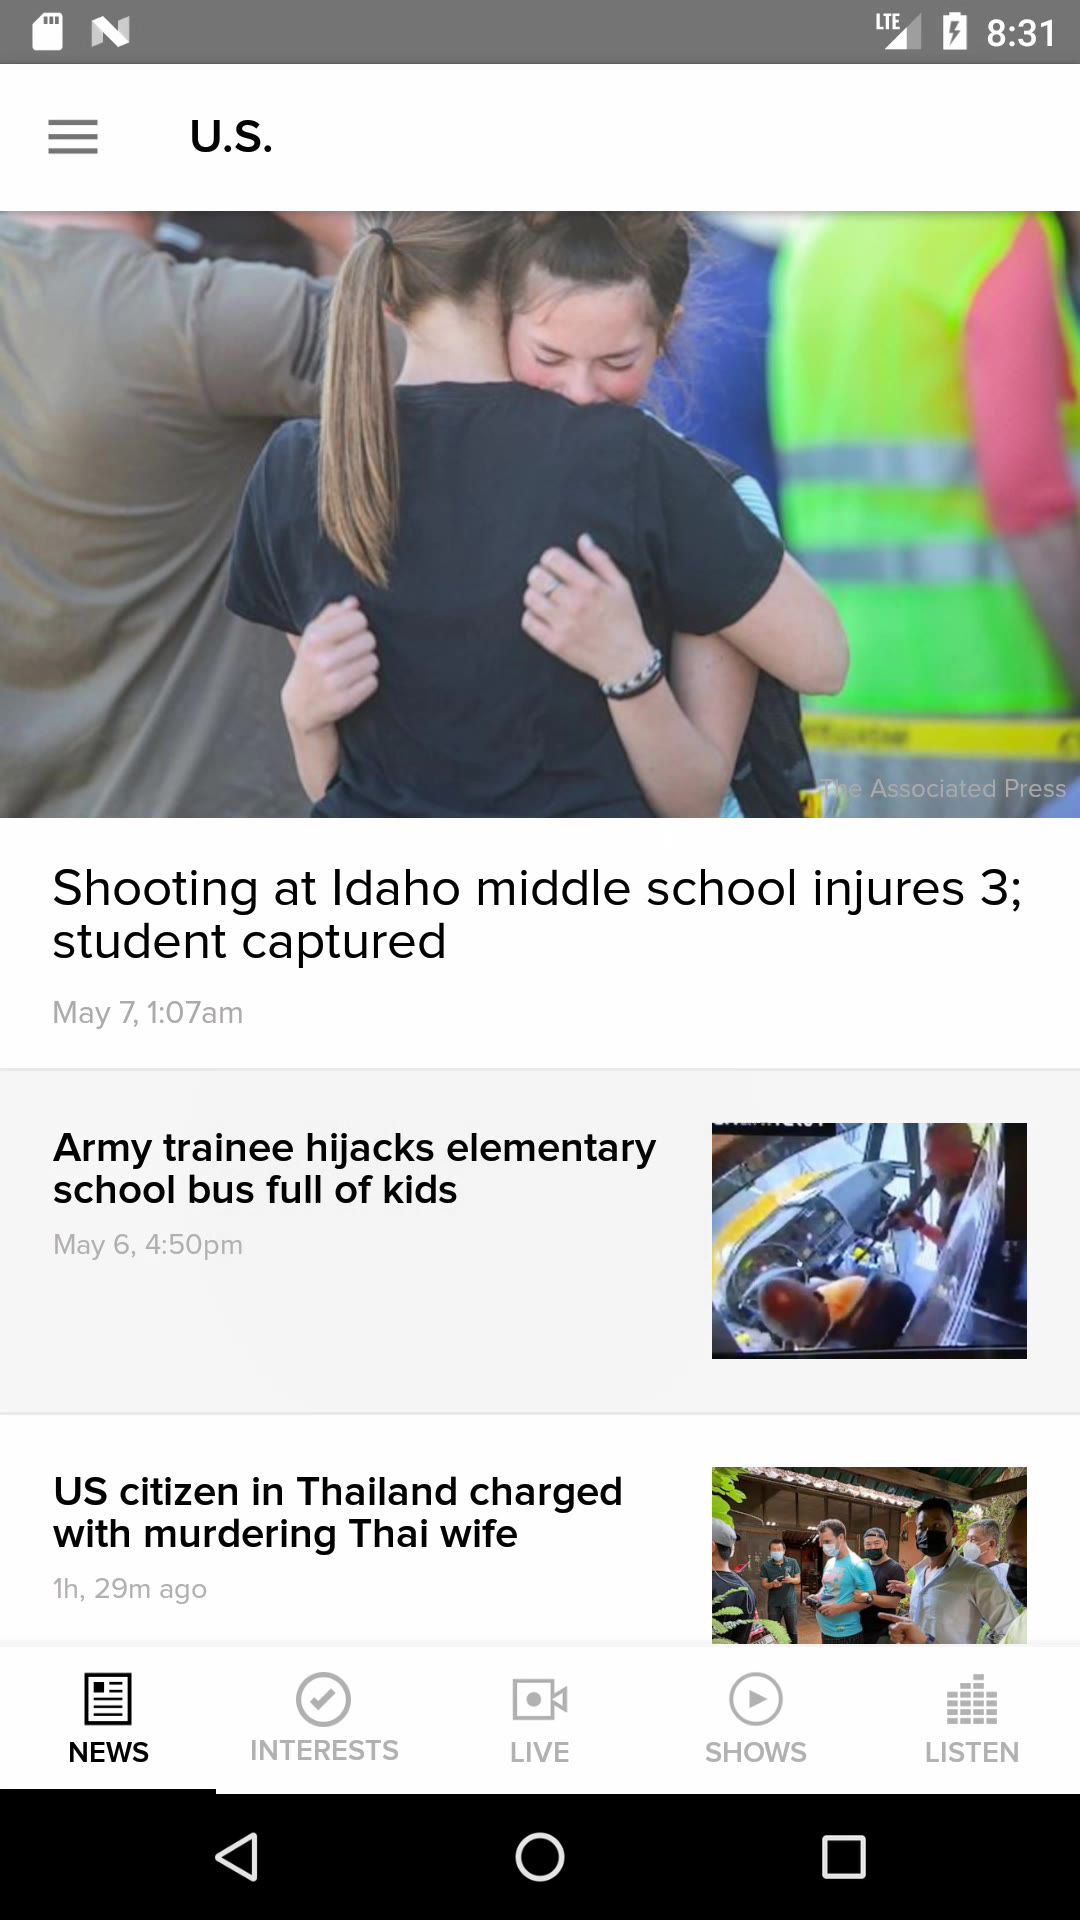 LTE 8:31
U.S.
The Associated Press
Shooting at Idaho middle school injures 3;
student captured
May 7, 1:07am
Army trainee hijacks elementary
school bus full of kids
May 6, 4:50pm
US citizen in Thailand charged
with murdering Thai wife
1h, 29m ago
NEWS INTERESTS LIVE SHOWS LISTEN